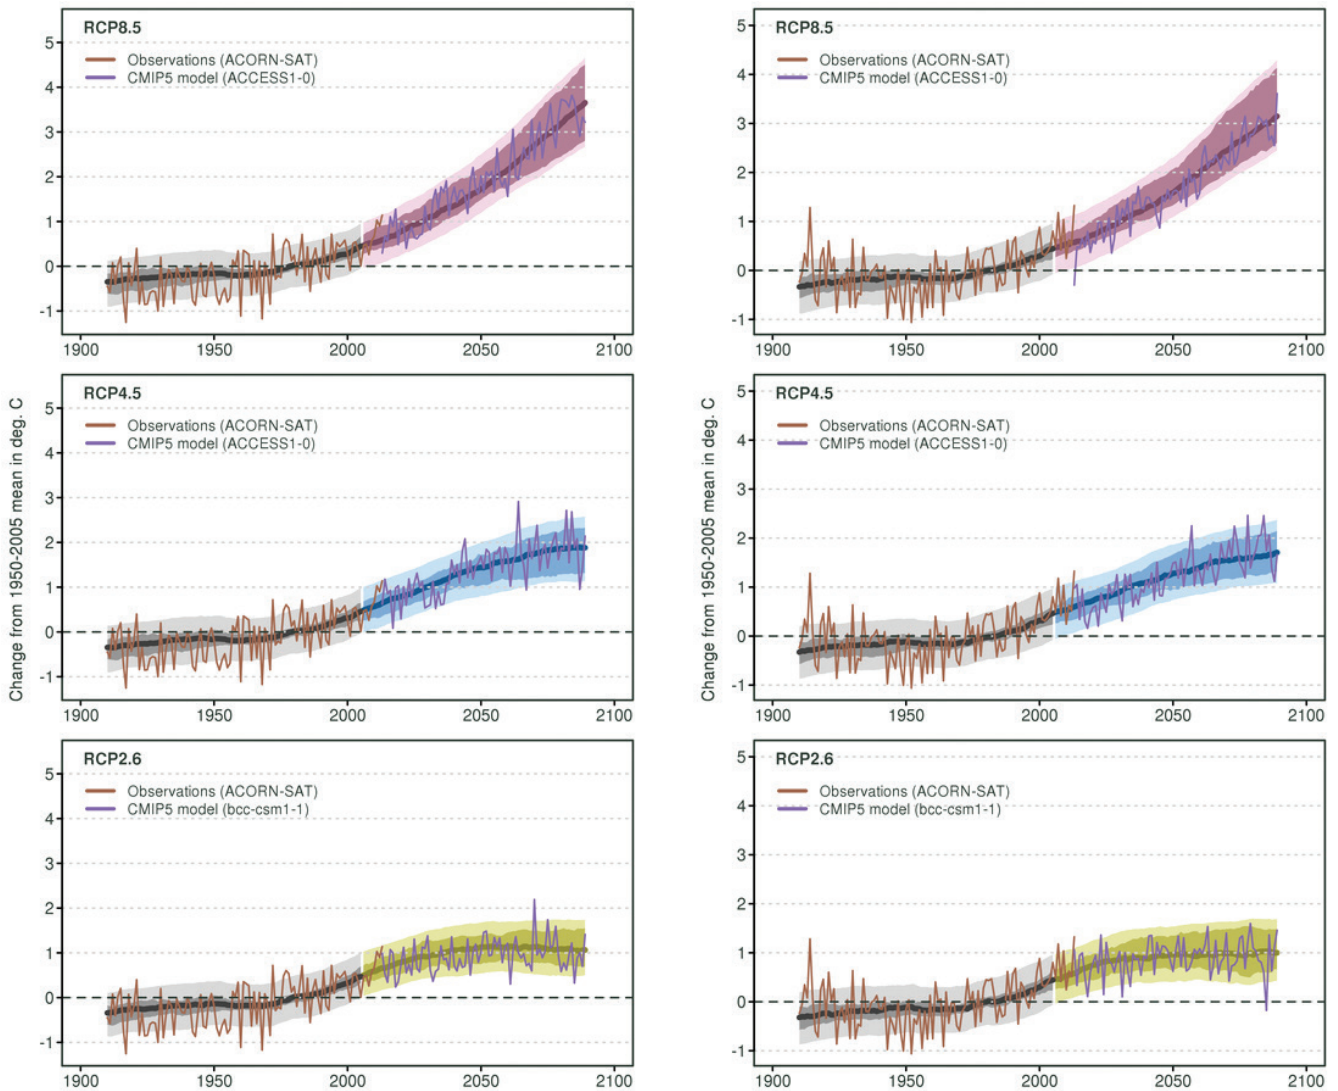 RCP8.5
Observations (ACORN-SAT)
CMIP5 model (ACCESS1-0)
5
4
3
2
1
0
-1
1900 1950 2000 2050 2100
RCP8.5
Observations (ACORN-SAT)
CMIP5 model (ACCESS1-0)
5
4
3
2
1
0
-1
1900 1950 2000 2050 2100
Change from 1950-2005 mean in deg. C
RCP4.5
Observations (ACORN-SAT)
CMIP5 model (ACCESS1-0)
5
4
3
2
1
0
-1
1900 1950 2000 2050 2100
Change from 1950-2005 mean in deg. C
RCP4.5
Observations (ACORN-SAT)
CMIP5 model (ACCESS1-0)
5
4
3
2
1
0
-1
1900 1950 2000 2050 2100
RCP2.6
Observations (ACORN-SAT)
CMIP5 model (bcc-csm1-1)
5
4
3
2
1
0
-1
1900 1950 2000 2050 2100
RCP2.6
Observations (ACORN-SAT)
CMIP5 model (bcc-csm1-1)
5
4
3
2
1
0
-1
1900 1950 2000 2050 2100